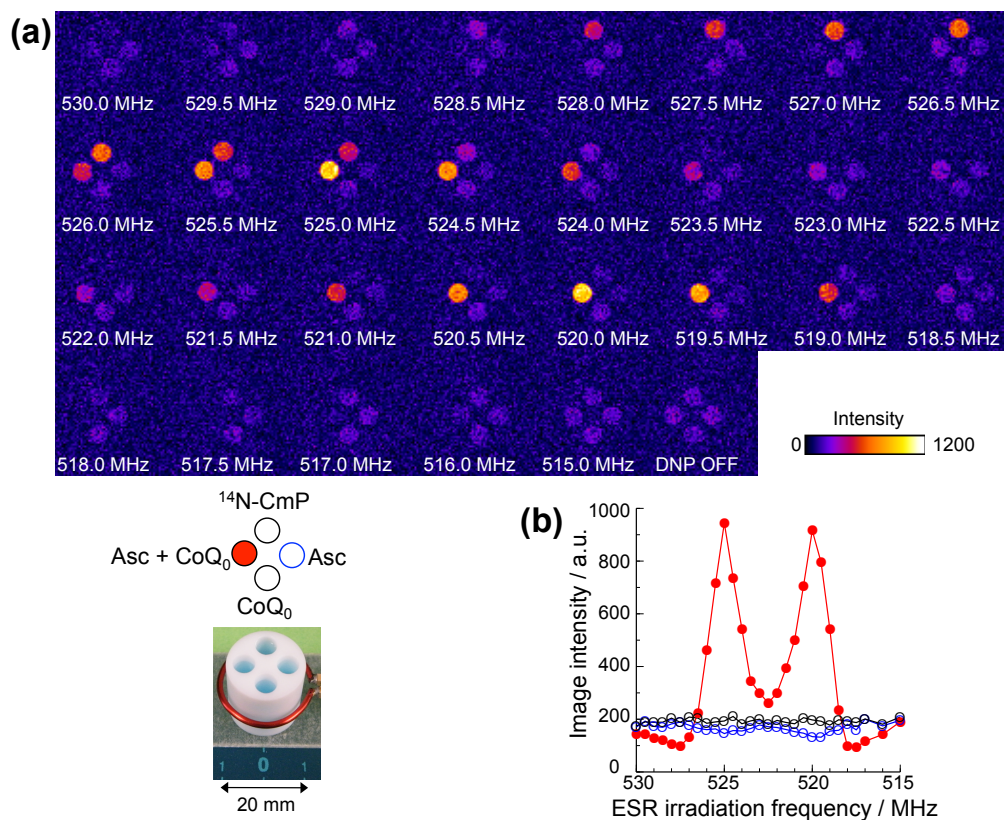 (a)
530.0 MHz 529.5 MHz 529.0 MHz 528.5 MHz 528.0 MHz 527.5 MHz 527.0 MHz 526.5 MHz
526.0 MHz 525.5 MHz 525.0 MHz 524.5 MHz 524.0 MHz 523.5 MHz 523.0 MHz 522.5 MHz
522.0 MHz 521.5 MHz 521.0 MHz 520.5 MHz 520.0 MHz 519.5 MHz 519.0 MHz 518.5 MHz
518.0 MHz 517.5 MHz 517.0 MHz 516.0 MHz 515.0 MHz DNP OFF
Intensity
0 1200
¹⁴N-CmP
Asc + CoQ₀ Asc
CoQ₀
1 0 1
20 mm
(b)
Image intensity / a.u.
1000
800
600
400
200
0
530 525 520 515
ESR irradiation frequency / MHz